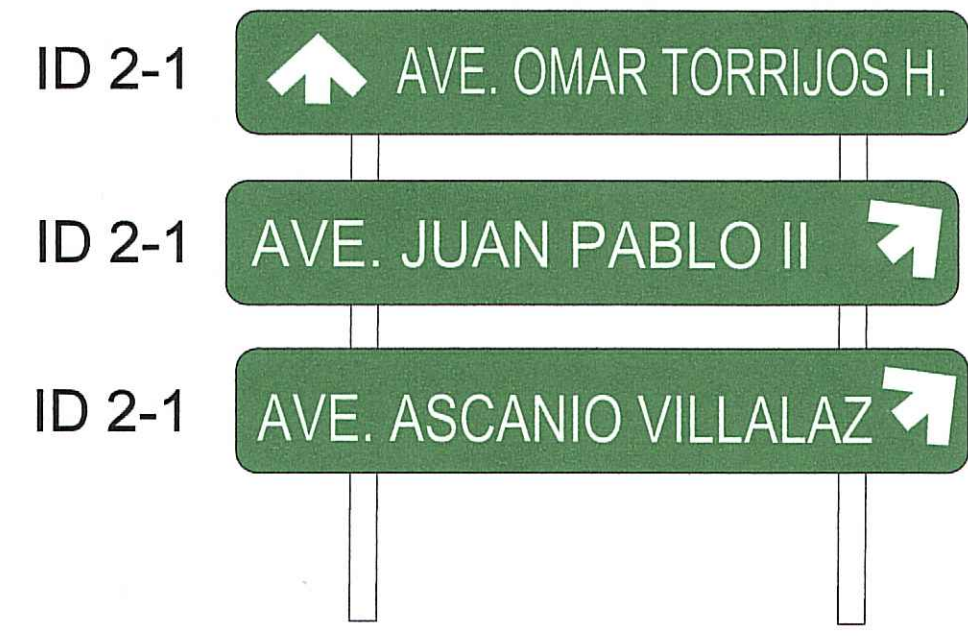 ID 2-1 AVE. OMAR TORRIJOS H.
ID 2-1 AVE. JUAN PABLO II
ID 2-1 AVE. ASCANIO VILLALAZ